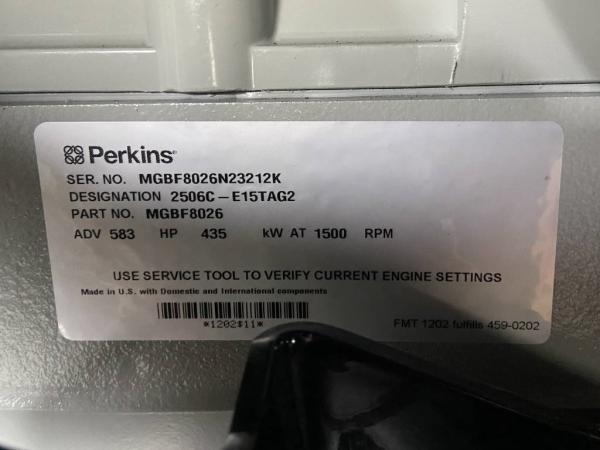 Perkins
SER. NO. MGBF8026N23212K
DESIGNATION 2506C-E15TAG2
PART NO. MGBF8026
ADV 583 HP 435 kW AT 1500 RPM
USE SERVICE TOOL TO VERIFY CURRENT ENGINE SETTINGS
Made in U.S. with Domestic and International components
*1202$11*
FMT 1202 fulfills 459-0202